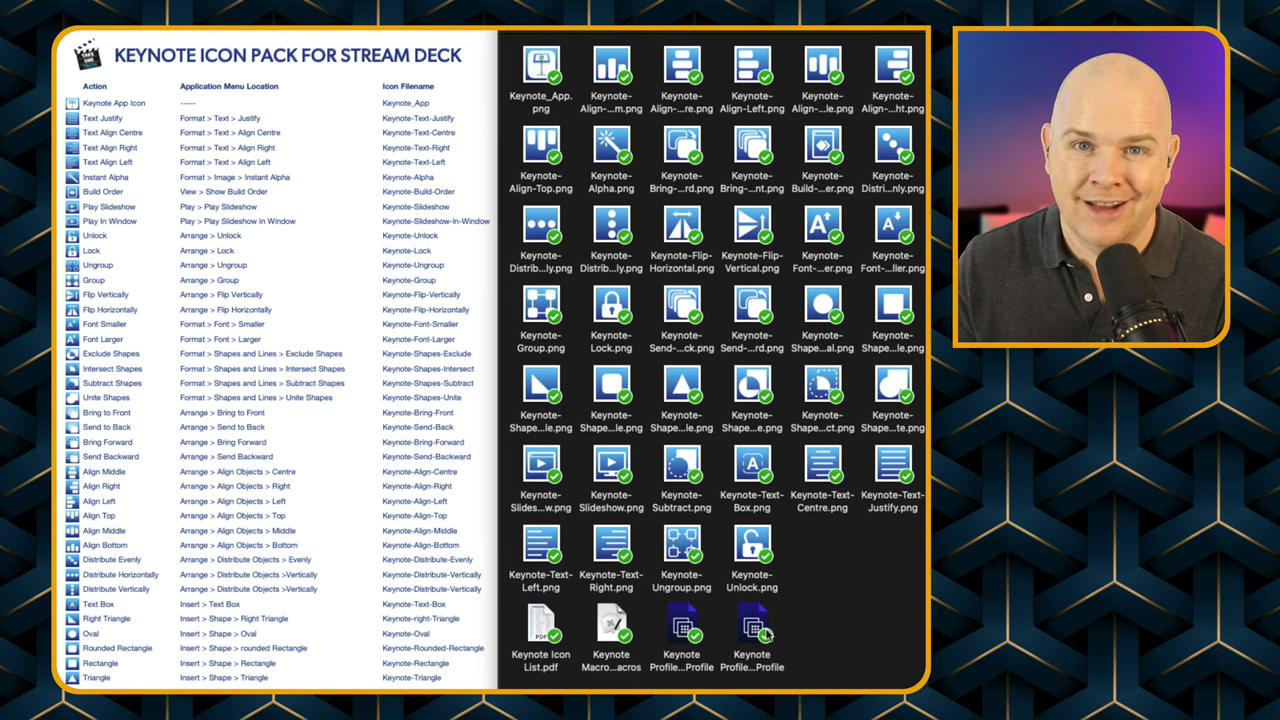 TAKE ONE TECH
KEYNOTE ICON PACK FOR STREAM DECK
Action Application Menu Location Icon Filename
Keynote App Icon ----- Keynote_App
Text Justify Format > Text > Justify Keynote-Text-Justify
Text Align Centre Format > Text > Align Centre Keynote-Text-Centre
Text Align Right Format > Text > Align Right Keynote-Text-Right
Text Align Left Format > Text > Align Left Keynote-Text-Left
Instant Alpha Format > Image > Instant Alpha Keynote-Alpha
Build Order View > Show Build Order Keynote-Build-Order
Play Slideshow Play > Play Slideshow Keynote-Slideshow
Play In Window Play > Play Slideshow In Window Keynote-Slideshow-In-Window
Unlock Arrange > Unlock Keynote-Unlock
Lock Arrange > Lock Keynote-Lock
Ungroup Arrange > Ungroup Keynote-Ungroup
Group Arrange > Group Keynote-Group
Flip Vertically Arrange > Flip Vertically Keynote-Flip-Vertically
Flip Horizontally Arrange > Flip Horizontally Keynote-Flip-Horizontally
Font Smaller Format > Font > Smaller Keynote-Font-Smaller
Font Larger Format > Font > Larger Keynote-Font-Larger
Exclude Shapes Format > Shapes and Lines > Exclude Shapes Keynote-Shapes-Exclude
Intersect Shapes Format > Shapes and Lines > Intersect Shapes Keynote-Shapes-Intersect
Subtract Shapes Format > Shapes and Lines > Subtract Shapes Keynote-Shapes-Subtract
Unite Shapes Format > Shapes and Lines > Unite Shapes Keynote-Shapes-Unite
Bring to Front Arrange > Bring to Front Keynote-Bring-Front
Send to Back Arrange > Send to Back Keynote-Send-Back
Bring Forward Arrange > Bring Forward Keynote-Bring-Forward
Send Backward Arrange > Send Backward Keynote-Send-Backward
Align Middle Arrange > Align Objects > Centre Keynote-Align-Centre
Align Right Arrange > Align Objects > Right Keynote-Align-Right
Align Left Arrange > Align Objects > Left Keynote-Align-Left
Align Top Arrange > Align Objects > Top Keynote-Align-Top
Align Middle Arrange > Align Objects > Middle Keynote-Align-Middle
Align Bottom Arrange > Align Objects > Bottom Keynote-Align-Bottom
Distribute Evenly Arrange > Distribute Objects > Evenly Keynote-Distribute-Evenly
Distribute Horizontally Arrange > Distribute Objects >Vertically Keynote-Distribute-Vertically
Distribute Vertically Arrange > Distribute Objects >Vertically Keynote-Distribute-Vertically
Text Box Insert > Text Box Keynote-Text-Box
Right Triangle Insert > Shape > Right Triangle Keynote-right-Triangle
Oval Insert > Shape > Oval Keynote-Oval
Rounded Rectangle Insert > Shape > rounded Rectangle Keynote-Rounded-Rectangle
Rectangle Insert > Shape > Rectangle Keynote-Rectangle
Triangle Insert > Shape > Triangle Keynote-Triangle
Keynote_App. Keynote- Keynote- Keynote- Keynote- Keynote-
png Align-...m.png Align-...re.png Align-Left.png Align-...le.png Align-...ht.png
Keynote- Keynote- Keynote- Keynote- Keynote- Keynote-
Align-Top.png Alpha.png Bring-...rd.png Bring-...nt.png Build-...er.png Distri...nly.png
Keynote- Keynote- Keynote-Flip- Keynote-Flip- Keynote- Keynote-
Distrib...ly.png Distrib...ly.png Horizontal.png Vertical.png Font-...er.png Font-...ller.png
Keynote- Keynote- Keynote- Keynote- Keynote- Keynote-
Group.png Lock.png Send-...ck.png Send-...rd.png Shape...al.png Shape...le.png
Keynote- Keynote- Keynote- Keynote- Keynote- Keynote-
Shape...le.png Shape...le.png Shape...le.png Shape...e.png Shape...ct.png Shape...te.png
Keynote- Keynote- Keynote- Keynote-Text- Keynote-Text- Keynote-Text-
Slides...w.png Slideshow.png Subtract.png Box.png Centre.png Justify.png
Keynote-Text- Keynote-Text- Keynote- Keynote-
Left.png Right.png Ungroup.png Unlock.png
PDF
Keynote Icon Keynote Keynote Keynote
List.pdf Macro...acros Profile...Profile Profile...Profile